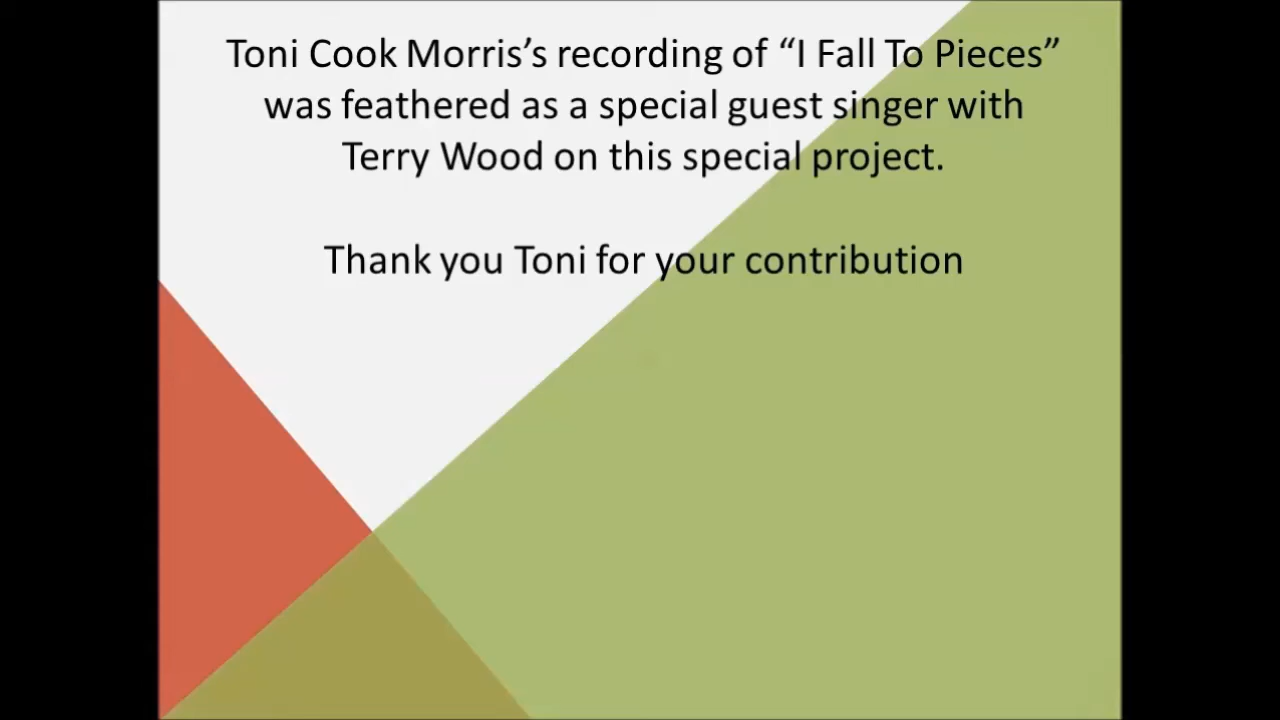 Toni Cook Morris’s recording of “I Fall To Pieces”
was feathered as a special guest singer with
Terry Wood on this special project.
Thank you Toni for your contribution